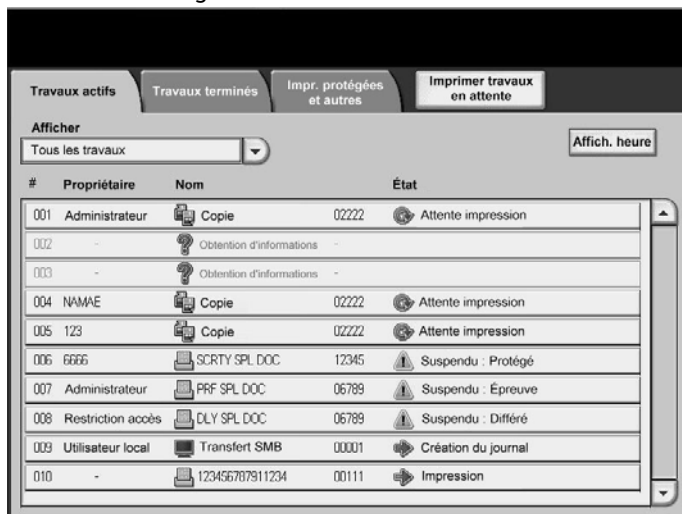 Travaux actifs
Travaux terminés
Impr. protégées
et autres
Imprimer travaux
en attente
Afficher
Tous les travaux
Affich. heure
# Propriétaire Nom État
001 Administrateur Copie 02222 Attente impression
002 - Obtention d'informations -
003 - Obtention d'informations -
004 NAMAE Copie 02222 Attente impression
005 123 Copie 02222 Attente impression
006 6666 SCRTY SPL DOC 12345 Suspendu : Protégé
007 Administrateur PRF SPL DOC 06789 Suspendu : Épreuve
008 Restriction accès DLY SPL DOC 06789 Suspendu : Différé
009 Utilisateur local Transfert SMB 00001 Création du journal
010 - 123456787911234 00111 Impression